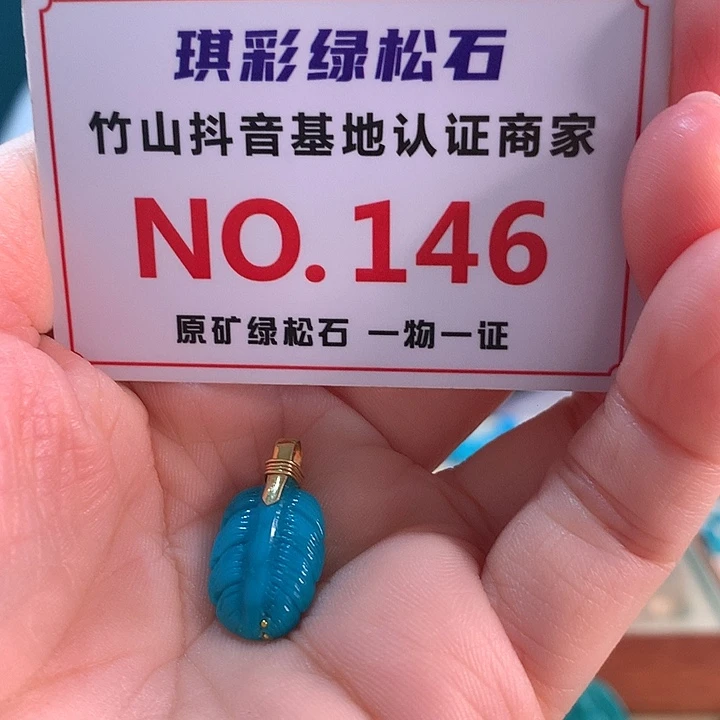 琪彩绿松石
竹山抖音基地认证商家
NO.146
原矿绿松石 一物一证